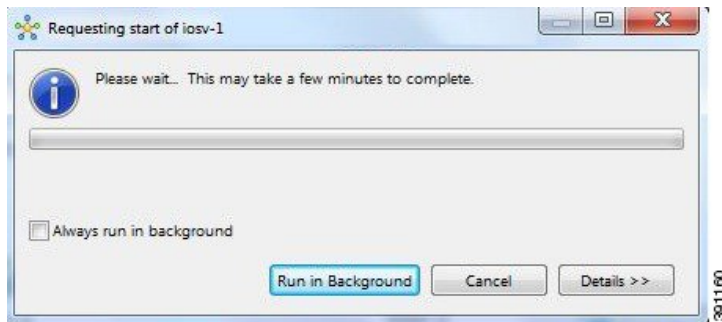 Requesting start of iosv-1
Please wait... This may take a few minutes to complete.
Always run in background
Run in Background
Cancel
Details >>
391160